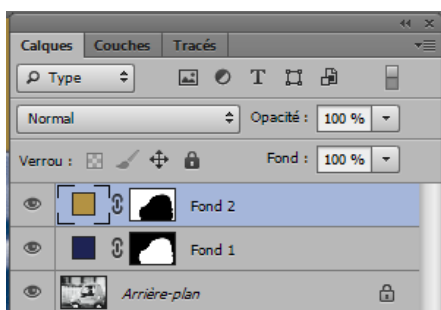 Calques Couches Tracés
Type T
Normal Opacité : 100 %
Verrou : Fond : 100 %
Fond 2
Fond 1
Arrière-plan